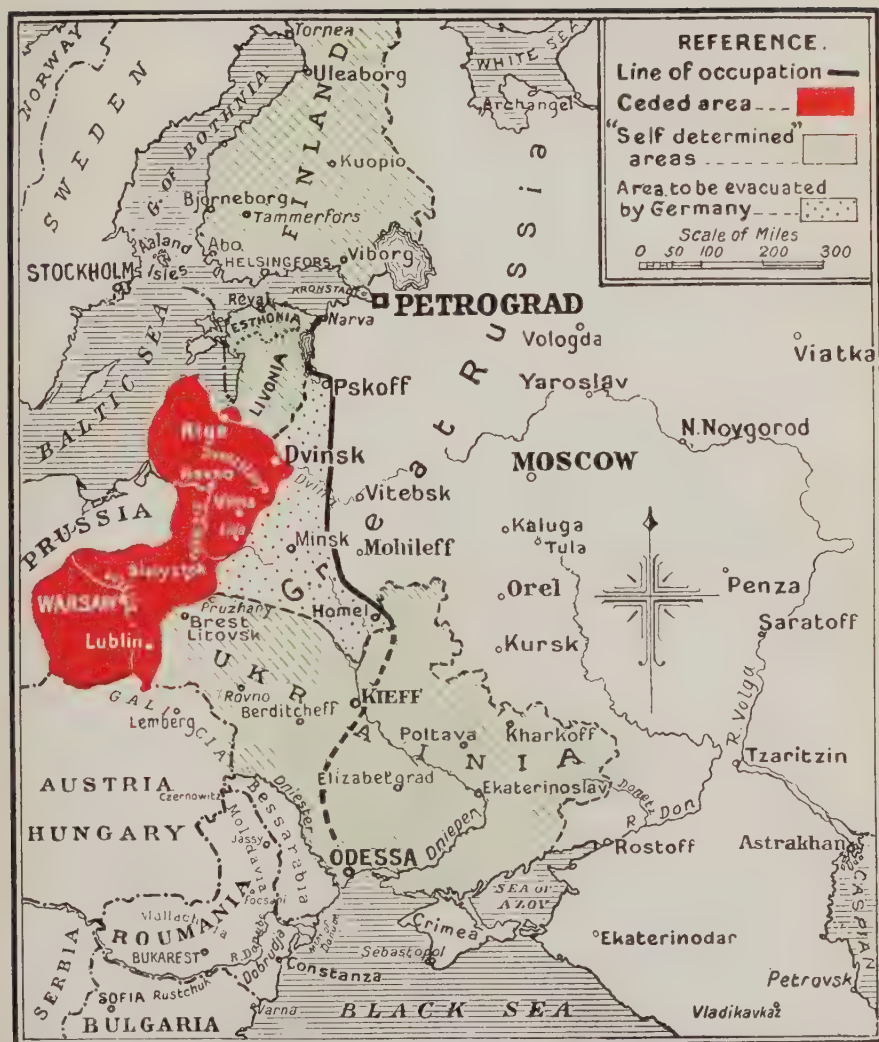 REFERENCE.
Line of occupation
Ceded area
"Self determined"
areas
Area to be evacuated
by Germany
Scale of Miles
0 50 100 200 300
NORWAY
SWEDEN
G. OF BOTHNIA
Tornea
Uleaborg
FINLAND
Kuopio
Bjorneborg
Tammerfors
Aaland
Isles
Abo.
HELSINGFORS
Viborg
WHITE SEA
Archangel
STOCKHOLM
KRONSTADT
PETROGRAD
Reval
Narva
ESTHONIA
LIVONIA
BALTIC SEA
Great Russia
Vologda
Viatka
Pskoff
Yaroslav
N. Novgorod
Riga
Dvinsk
Dvina
MOSCOW
Kovno
Vilna
Lida
Vitebsk
PRUSSIA
Minsk
Mohileff
Kaluga
Tula
Bialystok
WARSAW
Lublin
Pruzhany
Brest
Litovsk
Homel
Orel
Penza
Kursk
Saratoff
R. Volga
UKRAINIA
GALICIA
Lemberg
Rovno
Berditcheff
KIEFF
Poltava
Kharkoff
Elizabetgrad
Ekaterinoslav
Donetz
R. DON
Tzaritzin
AUSTRIA
HUNGARY
Czernowitz
Dniester
Bessarabia
Moldavia
Jassy
Focsani
ODESSA
Dnieper
Rostoff
Astrakhan
CASPIAN
SEA OF
AZOV
ROUMANIA
BUKAREST
R. Danube
Dobrudja
Crimea
Sebastopol
Ekaterinodar
Constanza
SERBIA
SOFIA
Rustchuk
BULGARIA
Varna
BLACK SEA
Petrovsk
Vladikavkaz